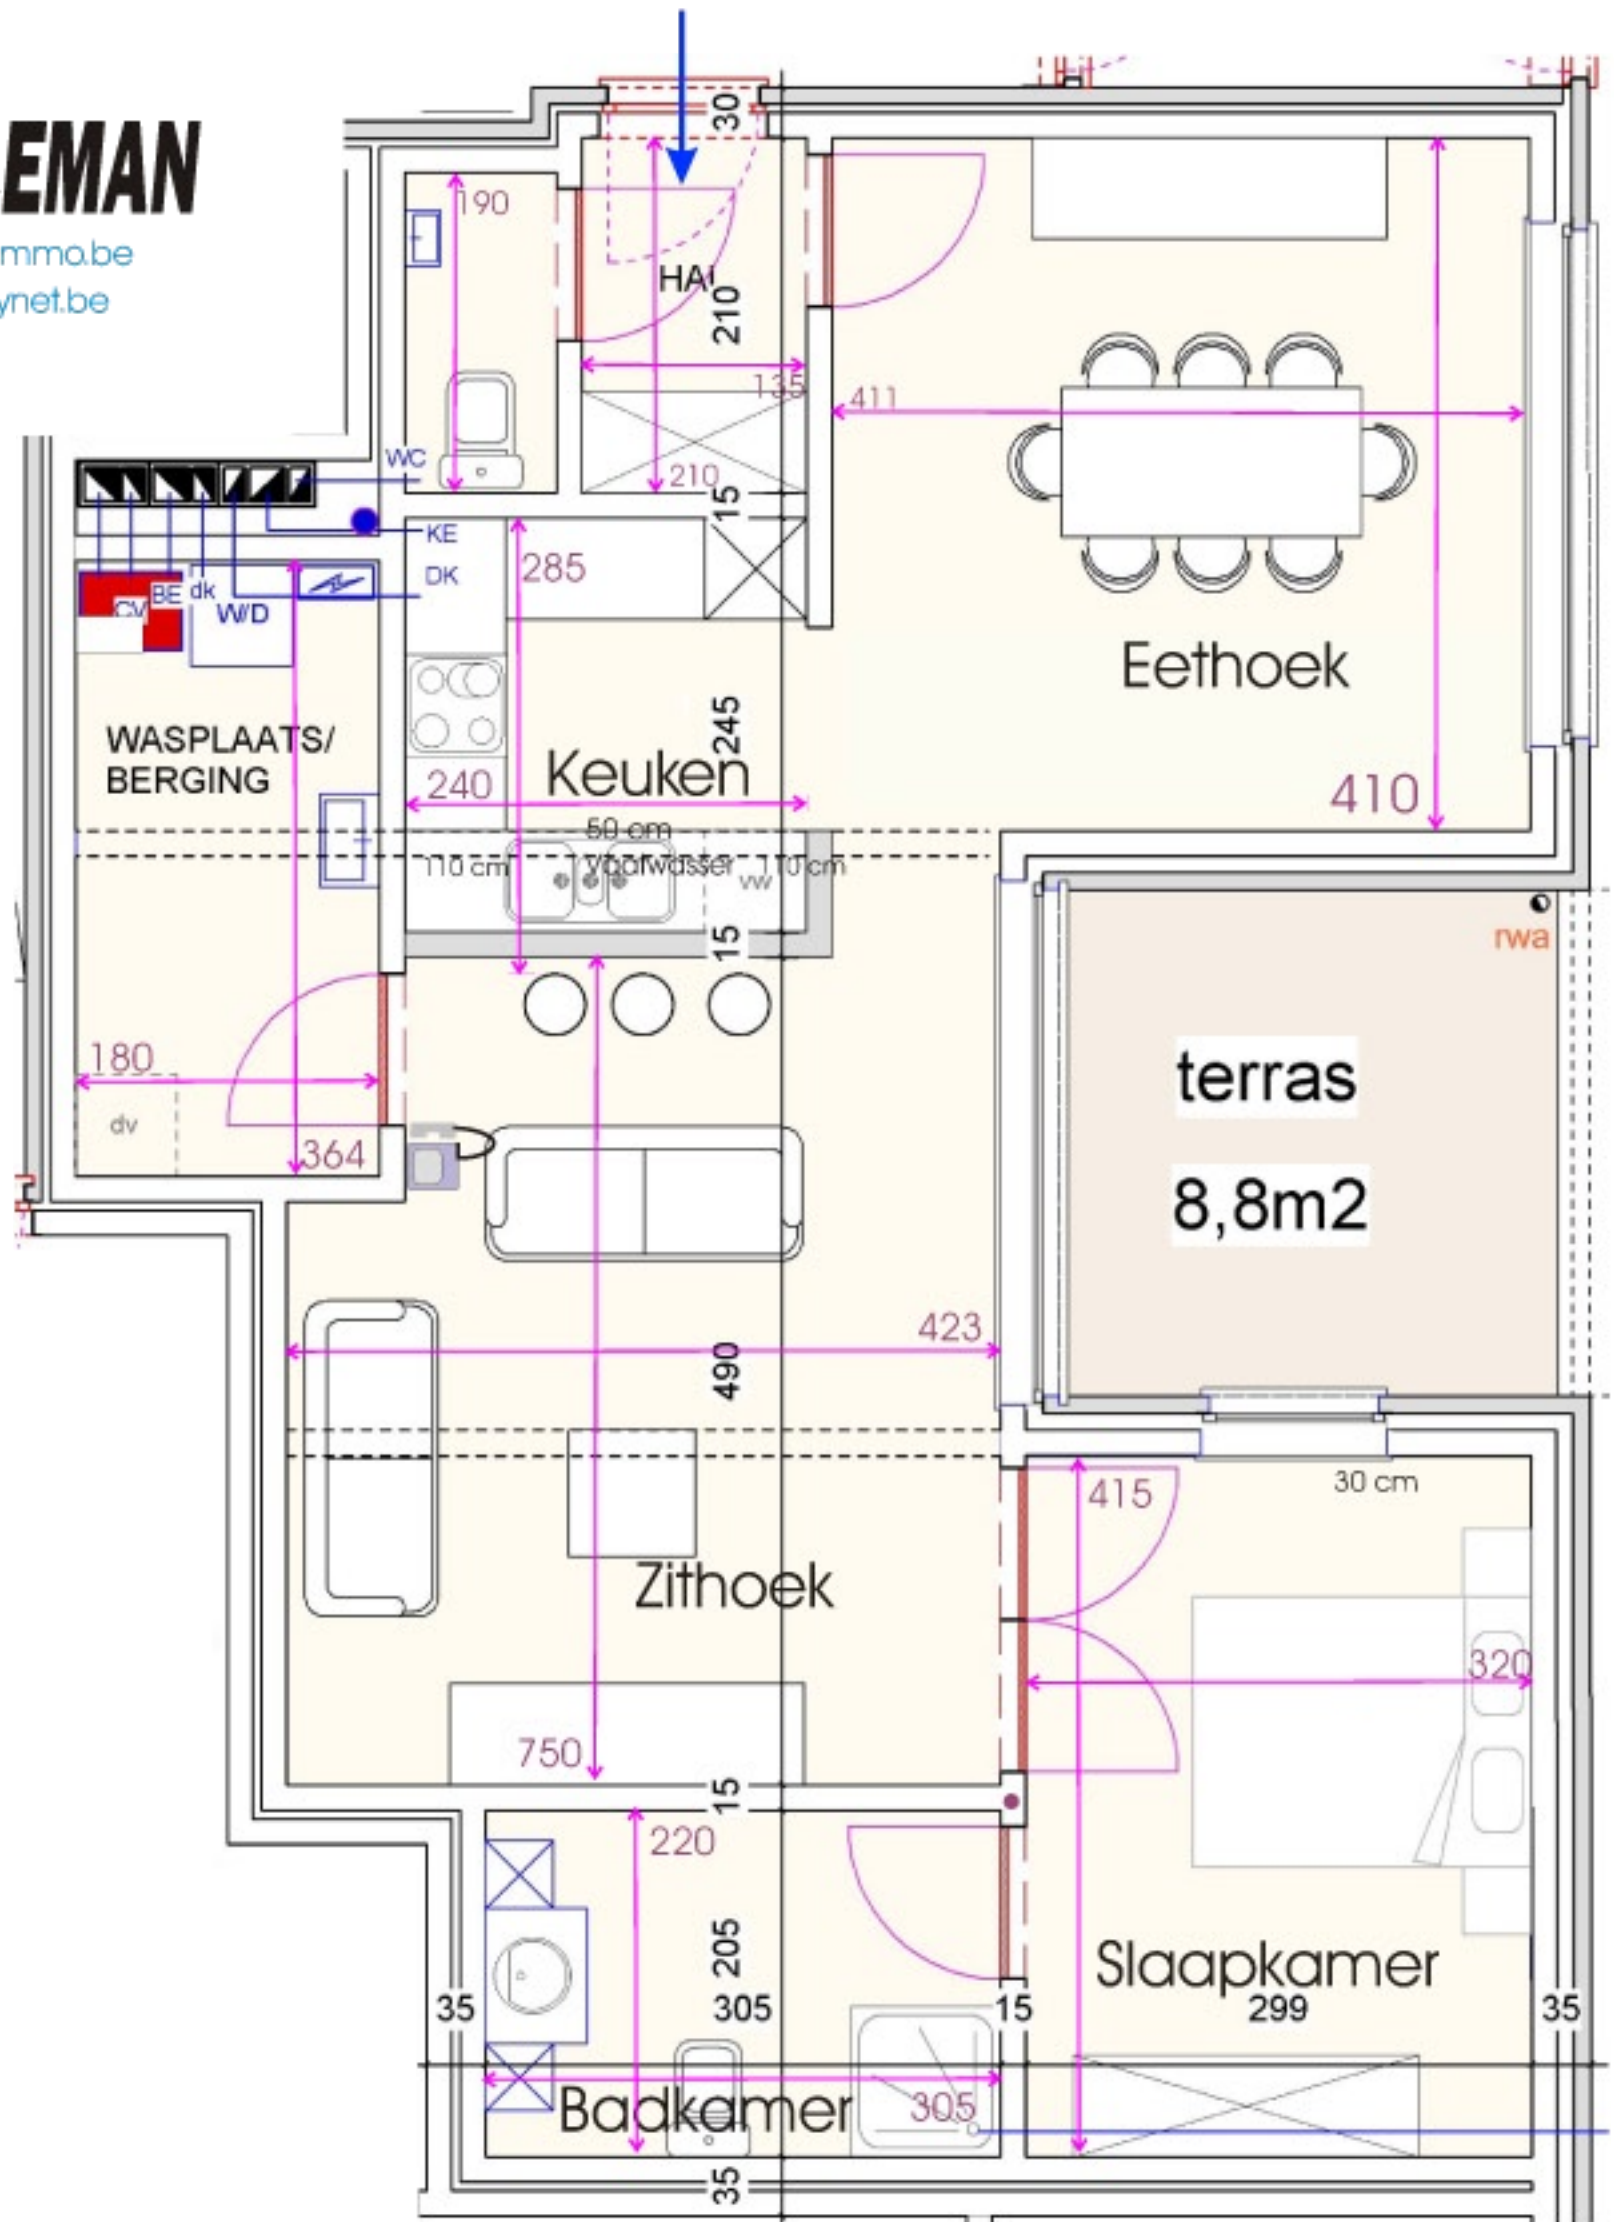 EMAN
mmo.be
ynet.be
30
190
HAL
210
135
411
210
15
WC
KE
DK
285
CV
BE
dk
W/D
Eethoek
WASPLAATS/
BERGING
245
Keuken
240
410
50 cm
110 cm
vaatwasser
110 cm
vw
15
rwa
180
terras
dv
364
8,8m2
423
490
415
30 cm
Zithoek
320
750
15
220
205
Slaapkamer
35
305
15
299
35
Badkamer
305
35